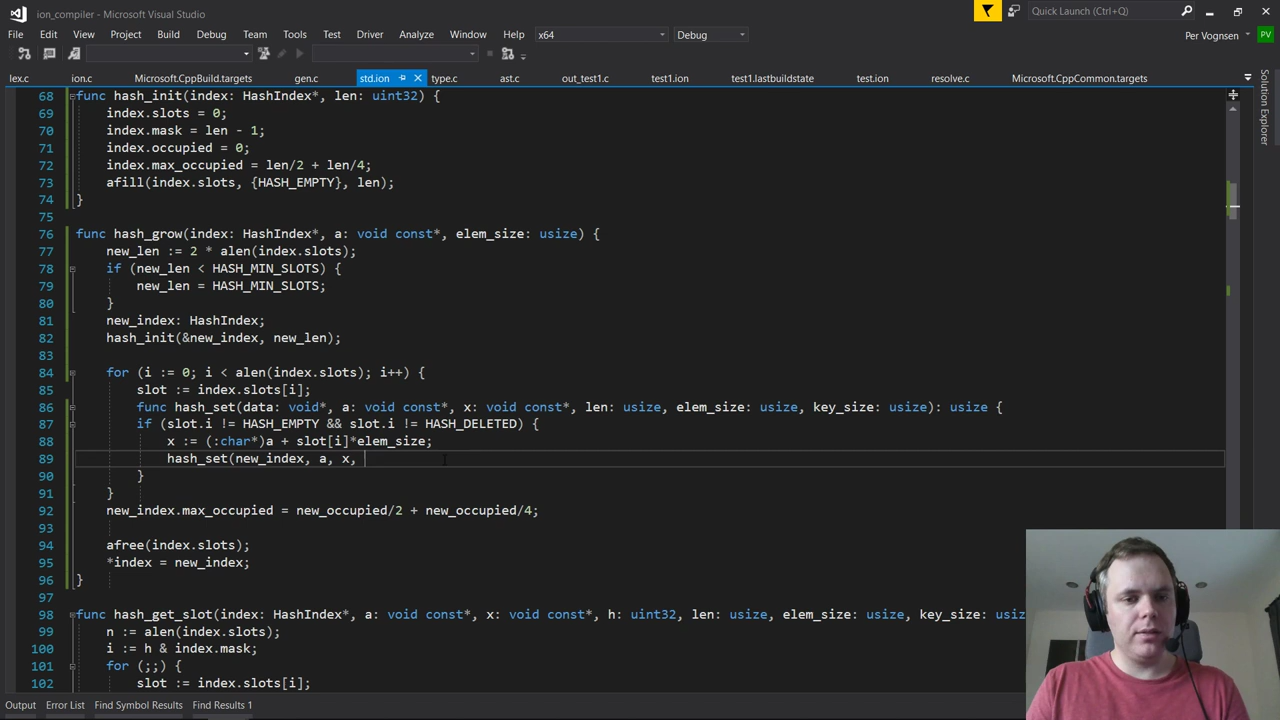 ion_compiler - Microsoft Visual Studio
Quick Launch (Ctrl+Q)
File Edit View Project Build Debug Team Tools Test Driver Analyze Window Help x64 Debug Per Vognsen PV
lex.c ion.c Microsoft.CppBuild.targets gen.c std.ion type.c ast.c out_test1.c test1.ion test1.lastbuildstate test.ion resolve.c Microsoft.CppCommon.targets
Solution Explorer
68 func hash_init(index: HashIndex*, len: uint32) {
69 index.slots = 0;
70 index.mask = len - 1;
71 index.occupied = 0;
72 index.max_occupied = len/2 + len/4;
73 afill(index.slots, {HASH_EMPTY}, len);
74 }
75
76 func hash_grow(index: HashIndex*, a: void const*, elem_size: usize) {
77 new_len := 2 * alen(index.slots);
78 if (new_len < HASH_MIN_SLOTS) {
79 new_len = HASH_MIN_SLOTS;
80 }
81 new_index: HashIndex;
82 hash_init(&new_index, new_len);
83
84 for (i := 0; i < alen(index.slots); i++) {
85 slot := index.slots[i];
86 func hash_set(data: void*, a: void const*, x: void const*, len: usize, elem_size: usize, key_size: usize): usize {
87 if (slot.i != HASH_EMPTY && slot.i != HASH_DELETED) {
88 x := (:char*)a + slot[i]*elem_size;
89 hash_set(new_index, a, x,
90 }
91 }
92 new_index.max_occupied = new_occupied/2 + new_occupied/4;
93
94 afree(index.slots);
95 *index = new_index;
96 }
97
98 func hash_get_slot(index: HashIndex*, a: void const*, x: void const*, h: uint32, len: usize, elem_size: usize, key_size: usiz
99 n := alen(index.slots);
100 i := h & index.mask;
101 for (;;) {
102 slot := index.slots[i];
Output Error List Find Symbol Results Find Results 1